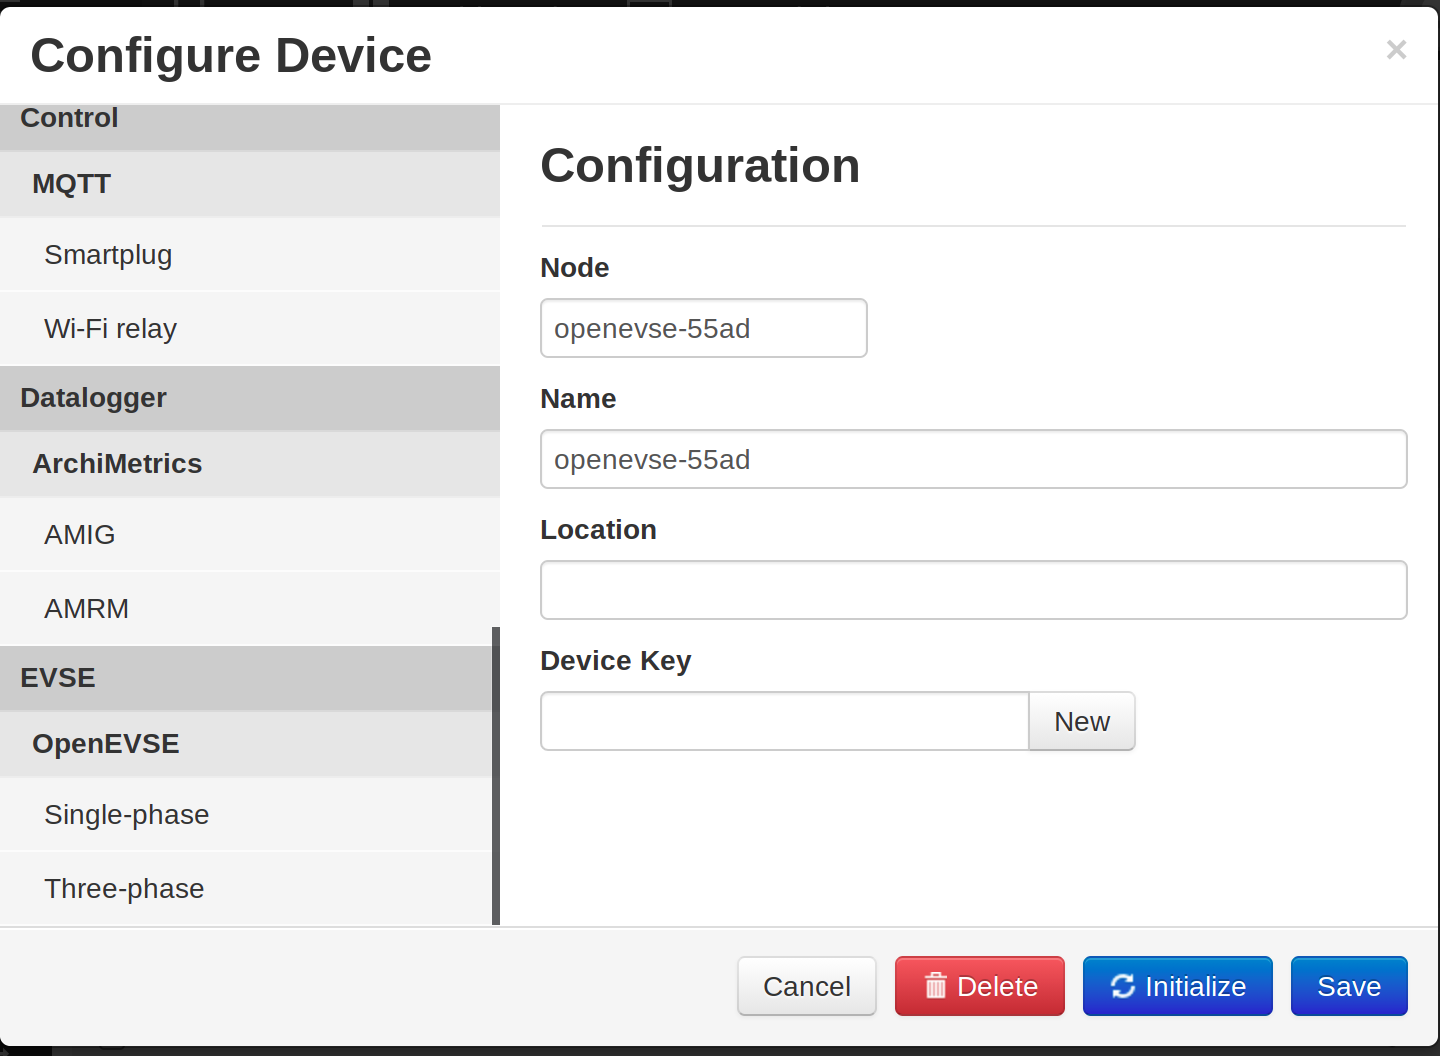 Configure Device
×
Control
MQTT
Smartplug
Wi-Fi relay
Datalogger
ArchiMetrics
AMIG
AMRM
EVSE
OpenEVSE
Single-phase
Three-phase
Configuration
Node
openevse-55ad
Name
openevse-55ad
Location
Device Key
New
Cancel
Delete
Initialize
Save